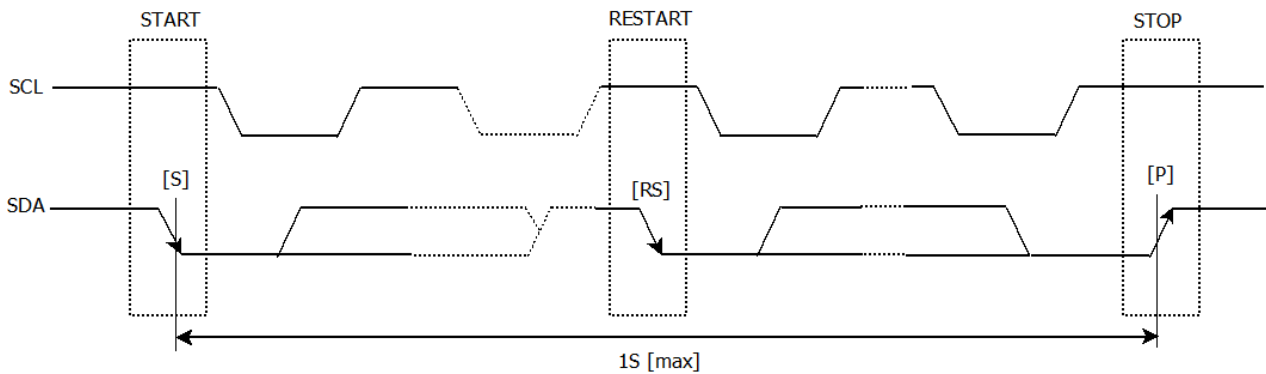 START
RESTART
STOP
SCL
[S]
[RS]
[P]
SDA
1S [max]